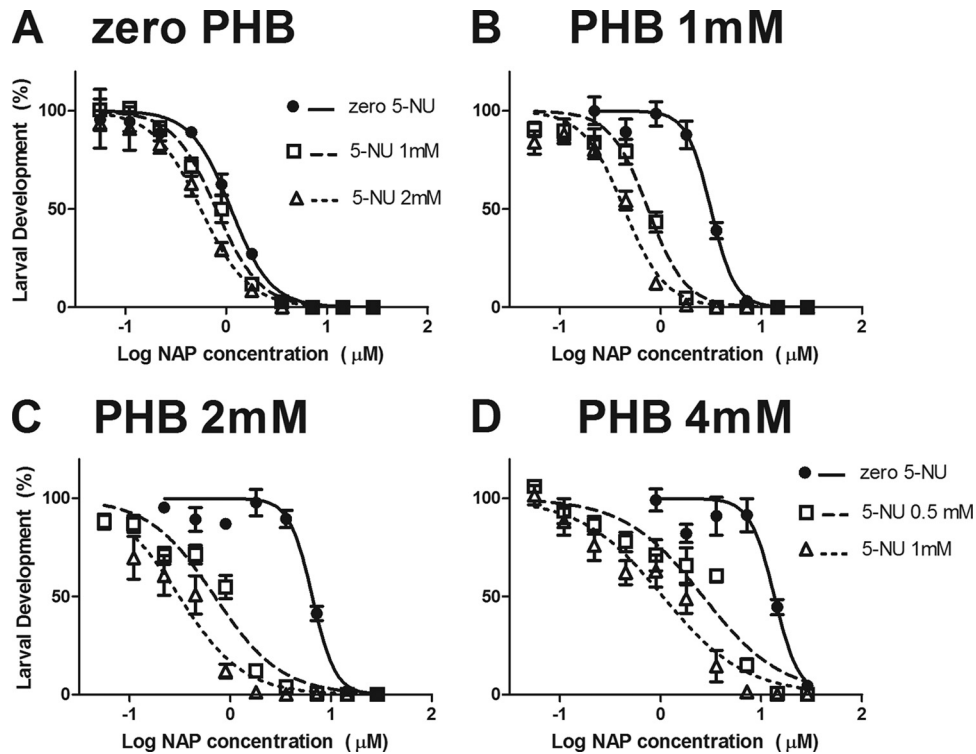 A zero PHB
Larval Development (%)
100
50
0
zero 5-NU
5-NU 1mM
5-NU 2mM
-1 0 1 2
Log NAP concentration ( μM)
B PHB 1mM
100
50
0
-1 0 1 2
Log NAP concentration ( μM)
C PHB 2mM
Larval Development (%)
100
50
0
-1 0 1 2
Log NAP concentration ( μM)
D PHB 4mM
100
50
0
zero 5-NU
5-NU 0.5 mM
5-NU 1mM
-1 0 1 2
Log NAP concentration ( μM)